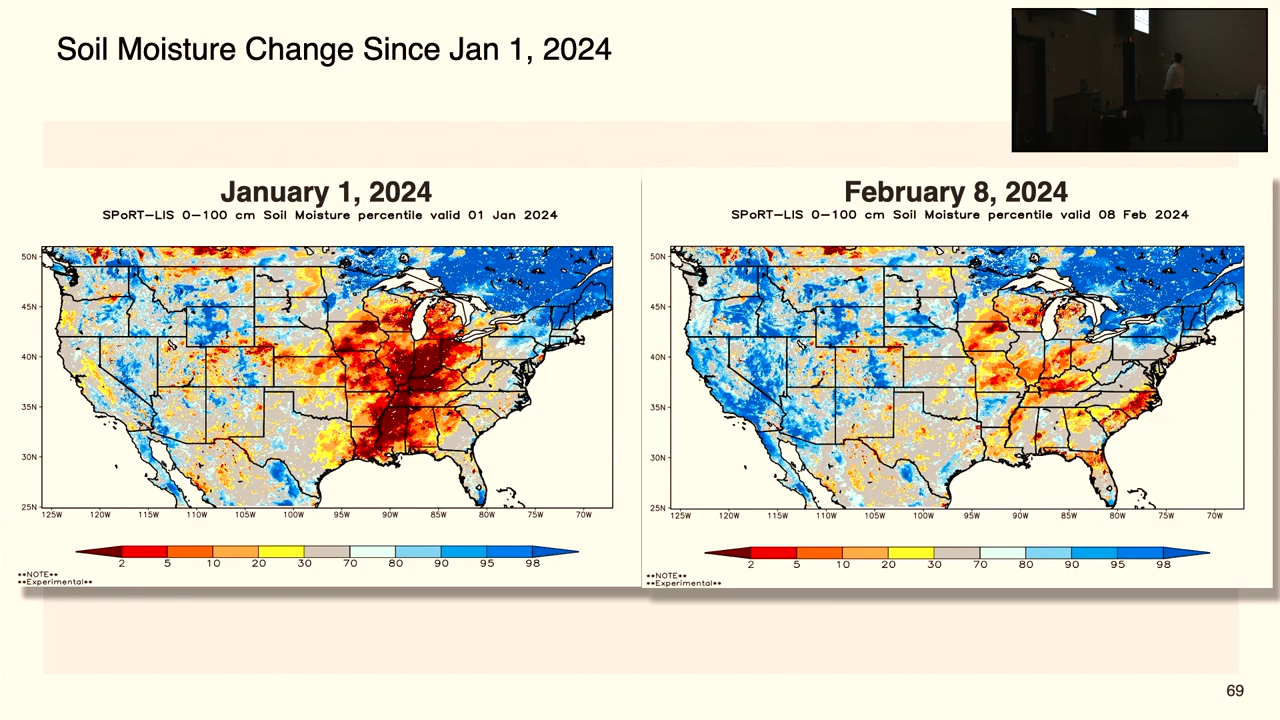 Soil Moisture Change Since Jan 1, 2024
January 1, 2024
SPoRT-LIS 0-100 cm Soil Moisture percentile valid 01 Jan 2024
50N
45N
40N
35N
30N
25N
125W 120W 115W 110W 105W 100W 95W 90W 85W 80W 75W 70W
2 5 10 20 30 70 80 90 95 98
**NOTE**
**Experimental**
February 8, 2024
SPoRT-LIS 0-100 cm Soil Moisture percentile valid 08 Feb 2024
50N
45N
40N
35N
30N
25N
125W 120W 115W 110W 105W 100W 95W 90W 85W 80W 75W 70W
2 5 10 20 30 70 80 90 95 98
**NOTE**
**Experimental**
69